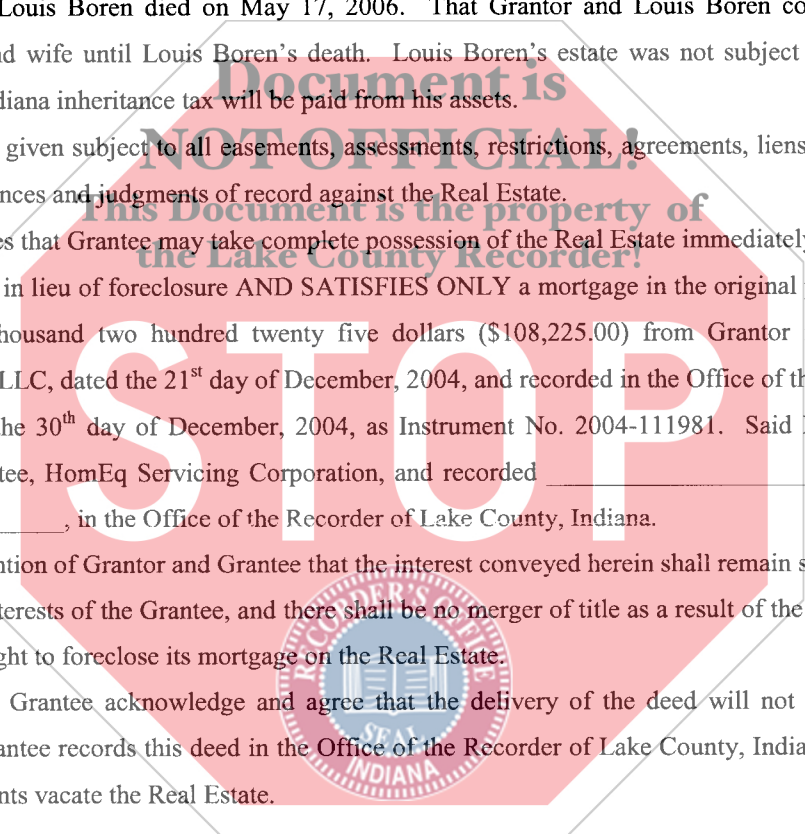 Louis Boren died on May 17, 2006. That Grantor and Louis Boren co
nd wife until Louis Boren's death. Louis Boren's estate was not subject
Document is
diana inheritance tax will be paid from his assets.
NOT OFFICIAL!
given subject to all easements, assessments, restrictions, agreements, liens
nces and judgments of record against the Real Estate.
This Document is the property of
es that Grantee may take complete possession of the Real Estate immediately
the Lake County Recorder!
in lieu of foreclosure AND SATISFIES ONLY a mortgage in the original
housand two hundred twenty five dollars ($108,225.00) from Grantor
STOP
LLC, dated the 21st day of December, 2004, and recorded in the Office of th
he 30th day of December, 2004, as Instrument No. 2004-111981. Said
tee, HomEq Servicing Corporation, and recorded
, in the Office of the Recorder of Lake County, Indiana.
ntion of Grantor and Grantee that the interest conveyed herein shall remain s
terests of the Grantee, and there shall be no merger of title as a result of the
ght to foreclose its mortgage on the Real Estate.
RECORDER'S OFFICE
Grantee acknowledge and agree that the delivery of the deed will not
SEAL
antee records this deed in the Office of the Recorder of Lake County, India
INDIANA
nts vacate the Real Estate.